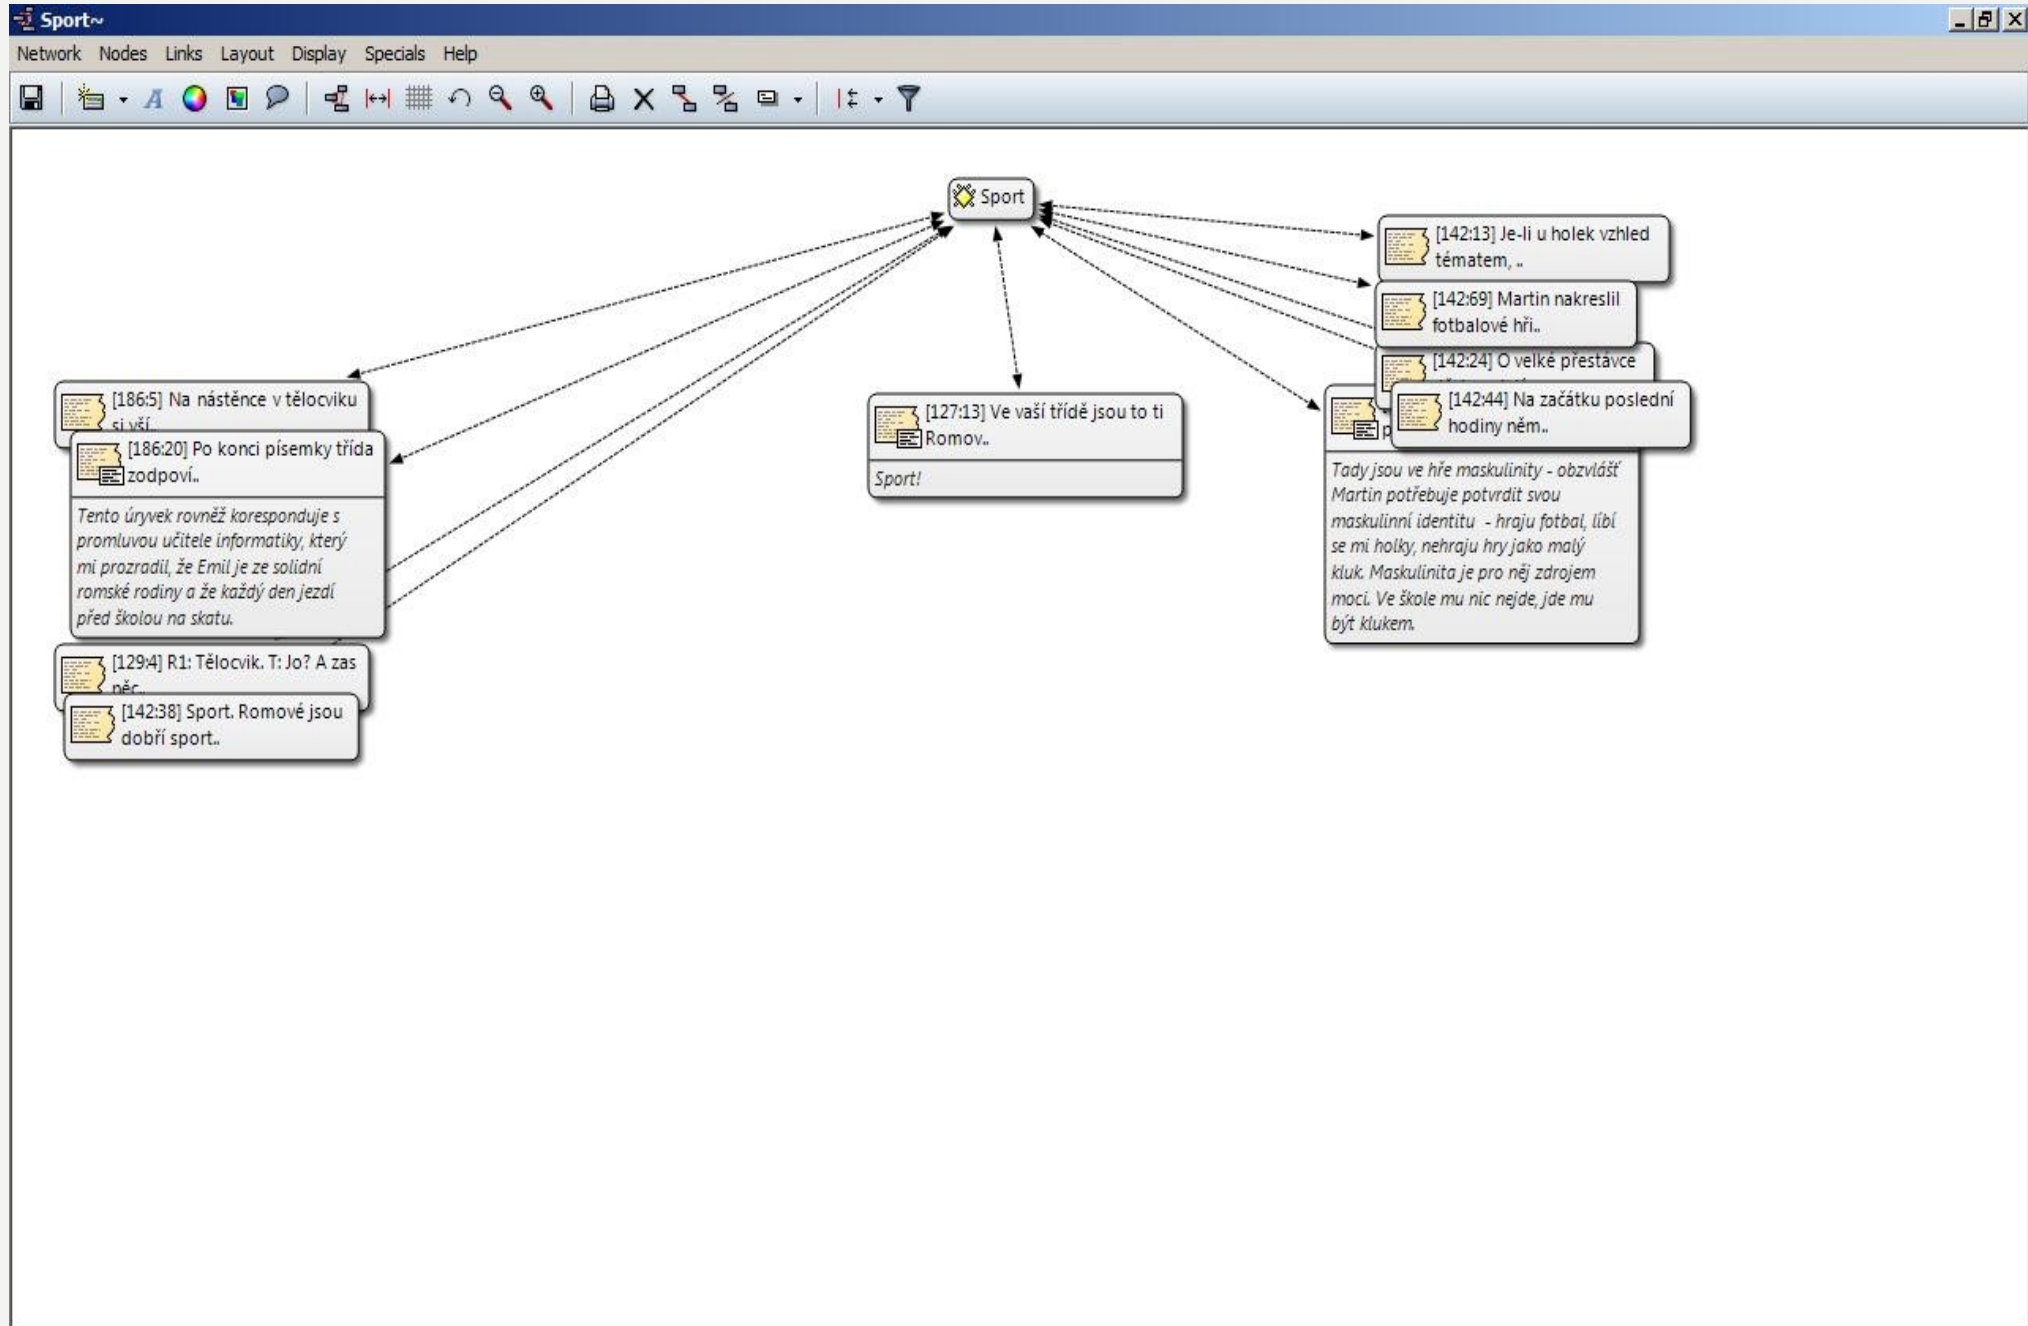 Sport~
Network Nodes Links Layout Display Specials Help
Sport
[142:13] Je-li u holek vzhled
tématem, ..
[142:69] Martin nakreslil
fotbalové hři..
[142:24] O velké přestávce
[142:44] Na začátku poslední
hodiny něm..
Tady jsou ve hře maskulinity - obzvlášť
Martin potřebuje potvrdit svou
maskulinní identitu - hraju fotbal, líbí
se mi holky, nehraju hry jako malý
kluk. Maskulinita je pro něj zdrojem
moci. Ve škole mu nic nejde, jde mu
být klukem.
[127:13] Ve vaší třídě jsou to ti
Romov..
Sport!
[186:5] Na nástěnce v tělocviku
si vší..
[186:20] Po konci písemky třída
zodpoví..
Tento úryvek rovněž koresponduje s
promluvou učitele informatiky, který
mi prozradil, že Emil je ze solidní
romské rodiny a že každý den jezdí
před školou na skatu.
[129:4] R1: Tělocvik. T: Jo? A zas
něc..
[142:38] Sport. Romové jsou
dobří sport..